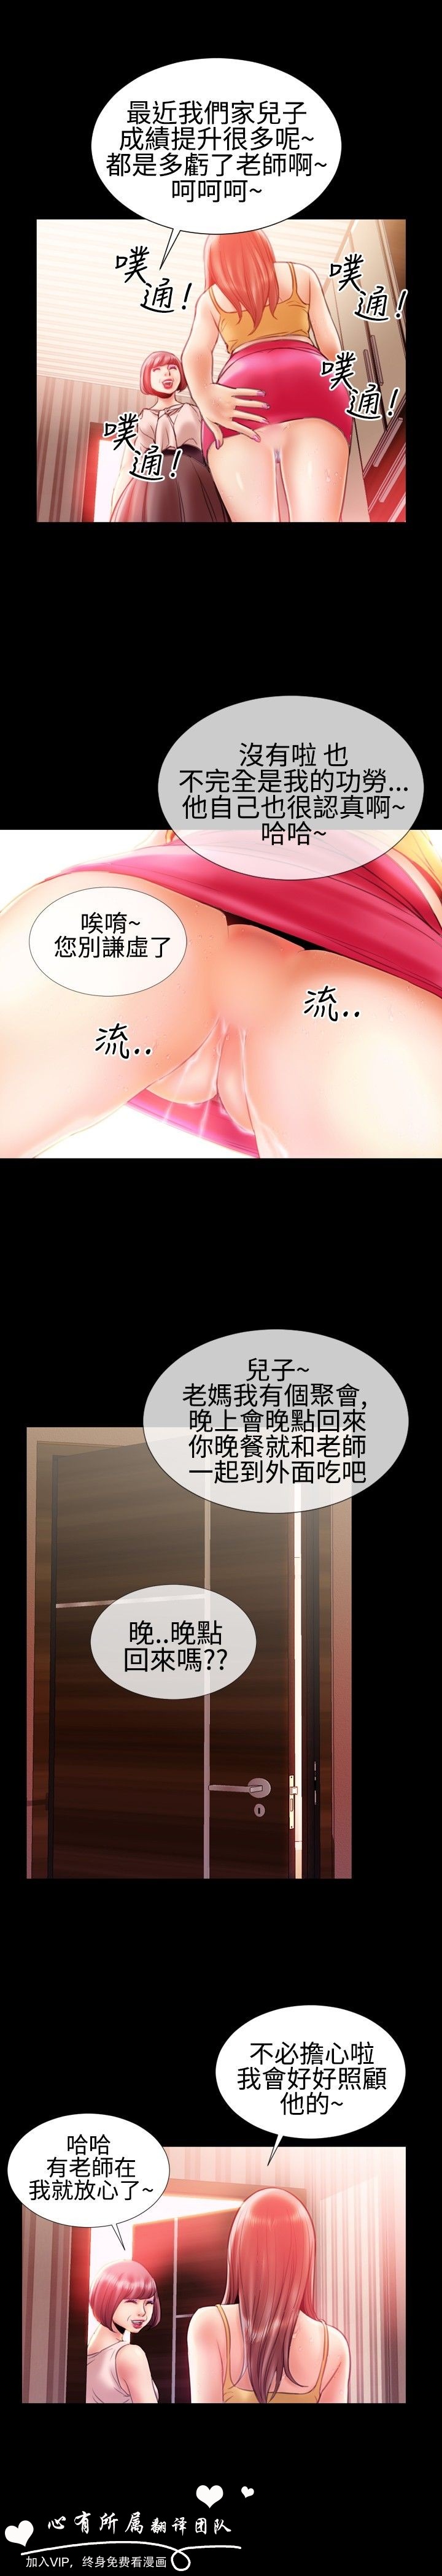 最近我們家兒子
成績提升很多呢~
都是多虧了老師啊~
呵呵呵~
噗
通!
噗
通!
噗
通!
噗
通!
沒有啦 也
不完全是我的功勞...
他自己也很認真啊~
哈哈~
唉唷~
您別謙虛了
流..
流..
兒子~
老媽我有個聚會,
晚上會晚點回來
你晚餐就和老師
一起到外面吃吧
晚..晚點
回來嗎??
不必擔心啦
我會好好照顧
他的~
哈哈
有老師在
我就放心了~
心有所属翻译团队
加入VIP，终身免费看漫画